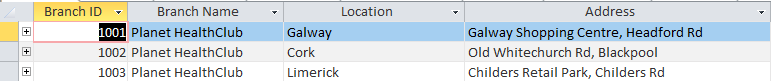 Branch ID Branch Name Location Address
1001 Planet HealthClub Galway Galway Shopping Centre, Headford Rd
1002 Planet HealthClub Cork Old Whitechurch Rd, Blackpool
1003 Planet HealthClub Limerick Childers Retail Park, Childers Rd